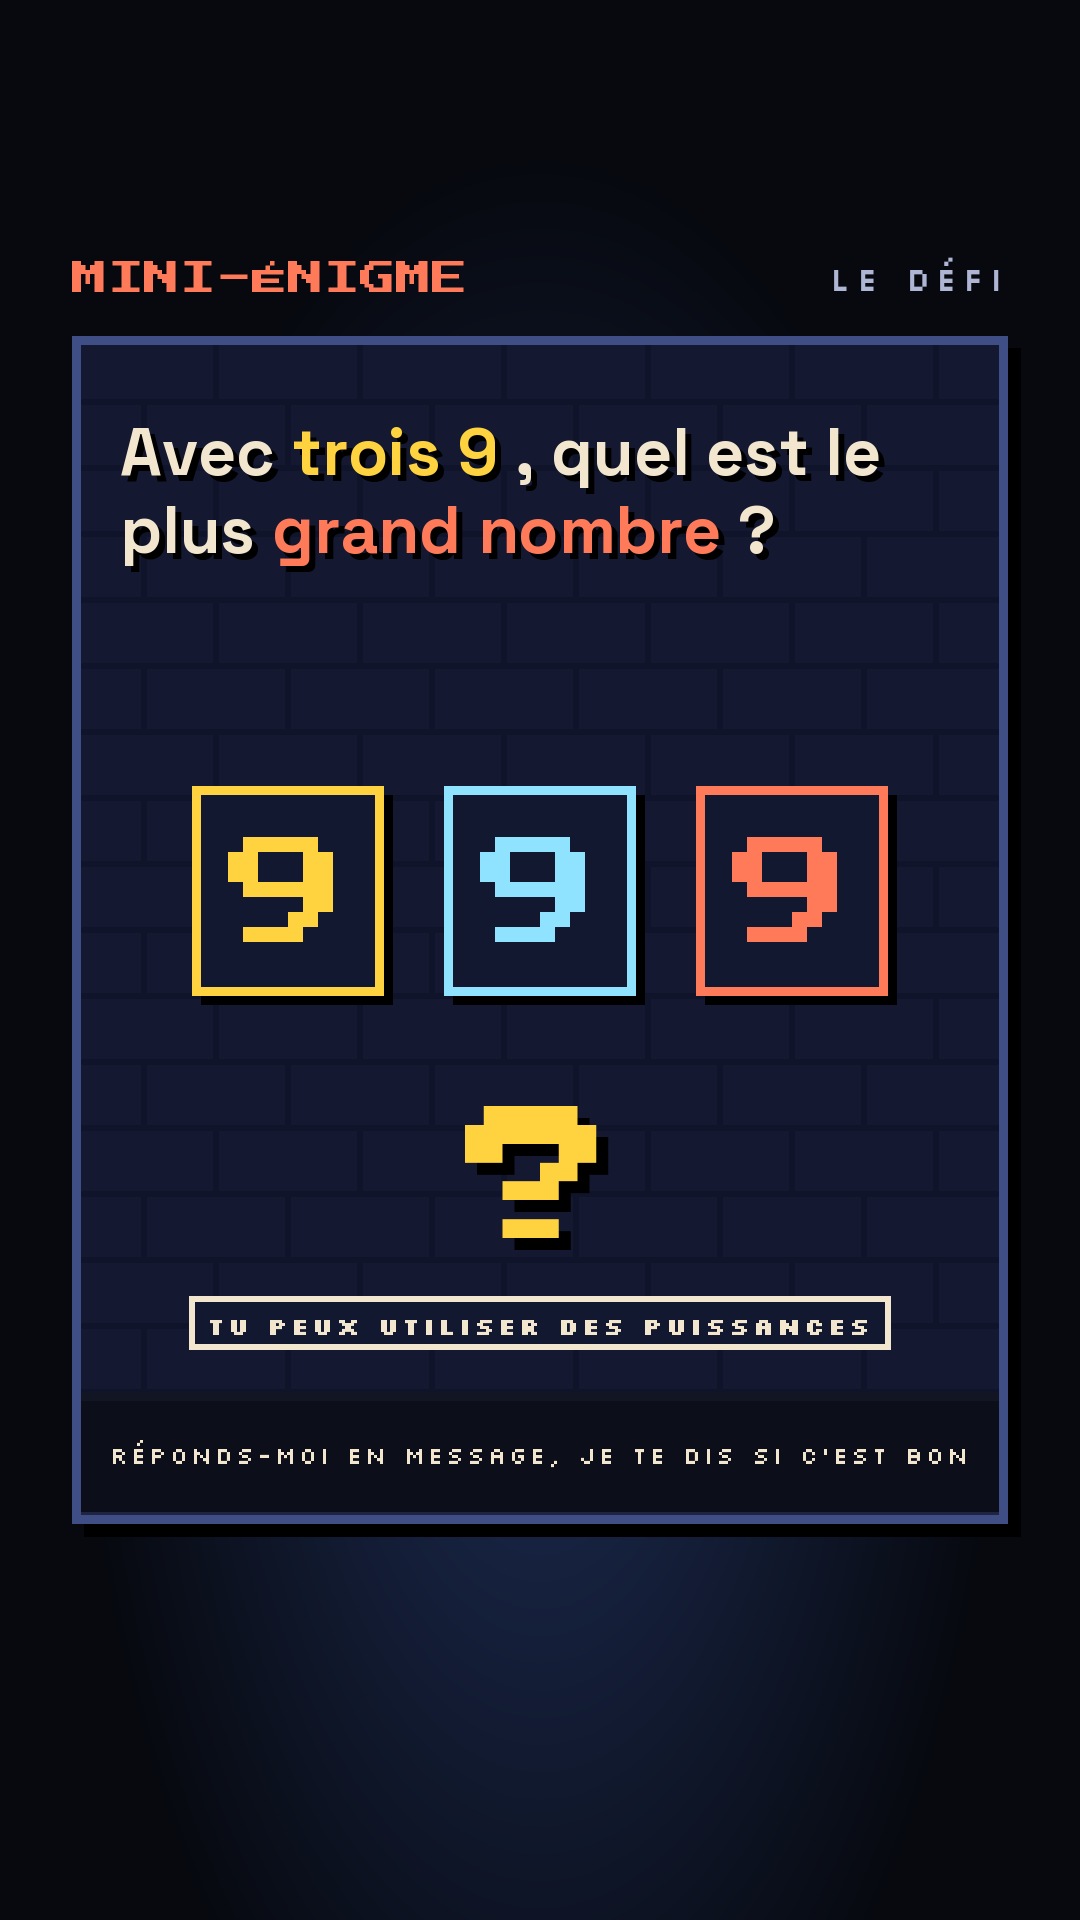 MINI-ÉNIGME
LE DÉFI
Avec trois 9 , quel est le
plus grand nombre ?
9 9 9
?
TU PEUX UTILISER DES PUISSANCES
RÉPONDS-MOI EN MESSAGE, JE TE DIS SI C'EST BON